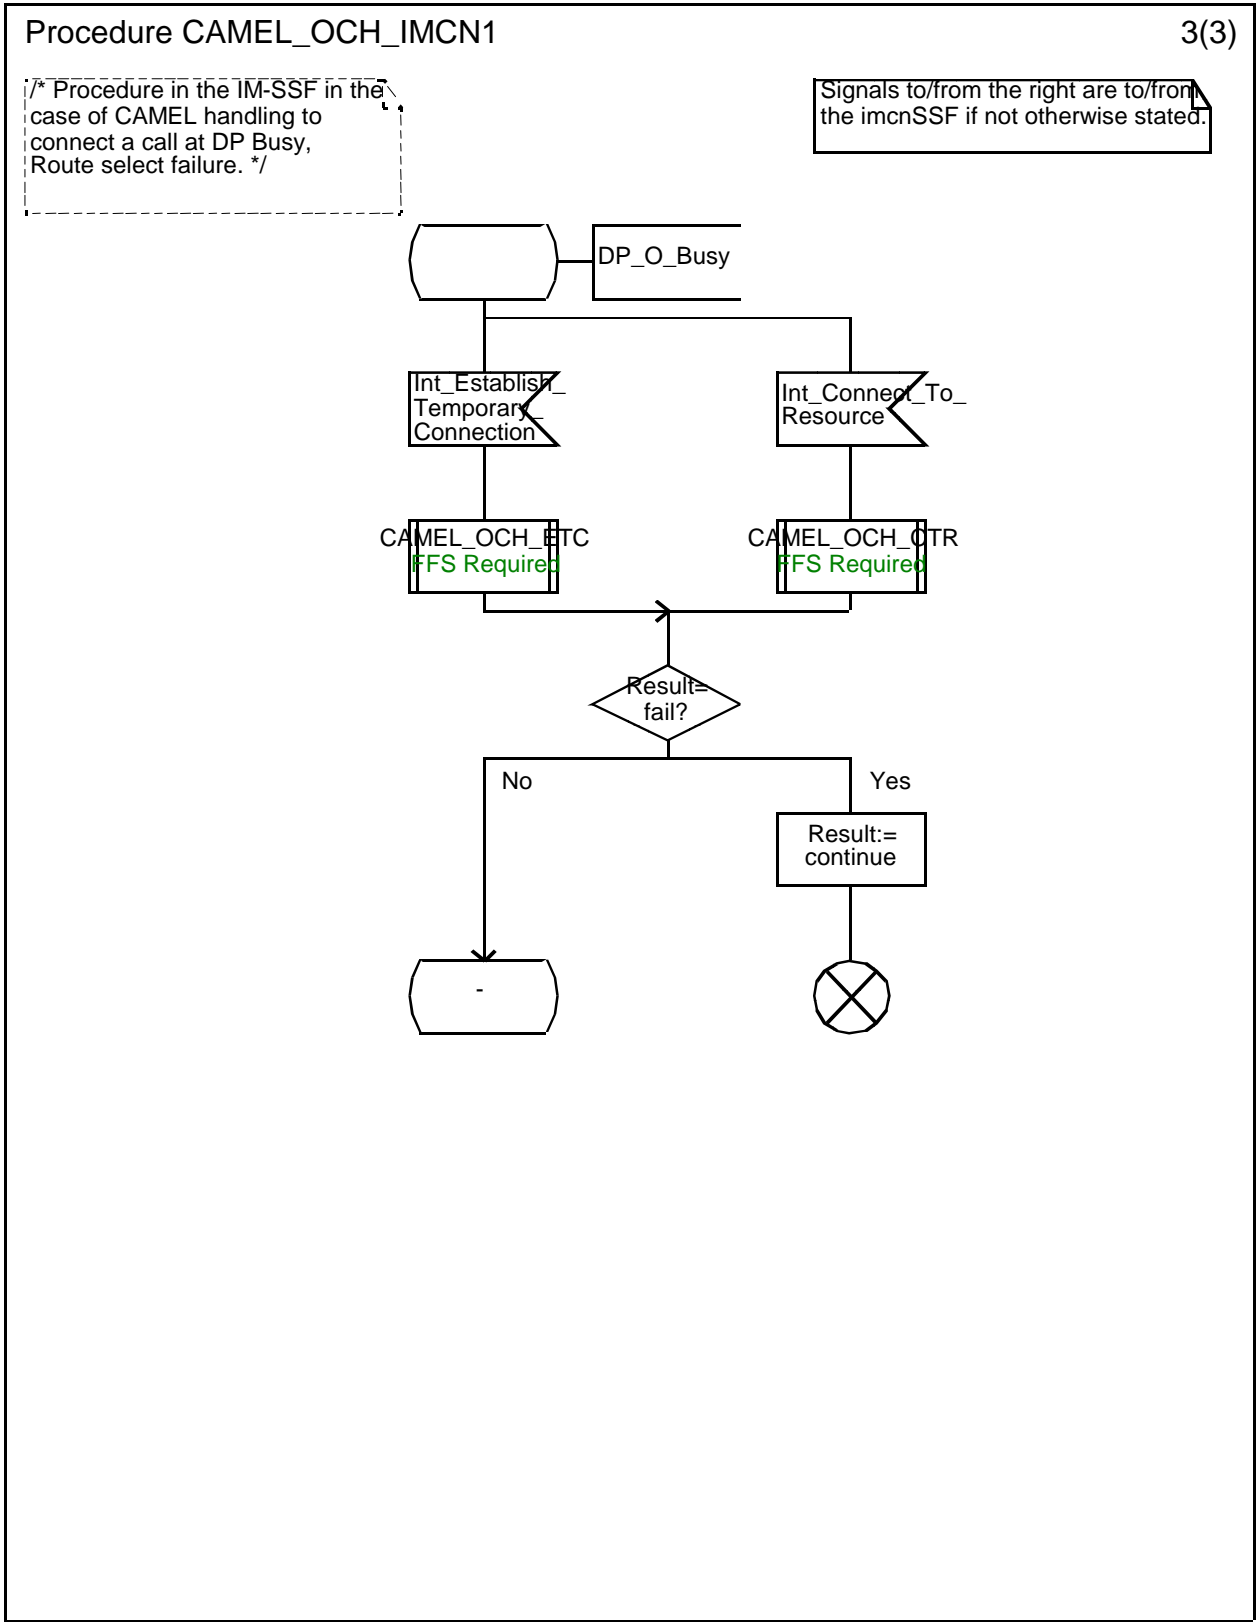 Procedure CAMEL_OCH_IMCN1
3(3)
/* Procedure in the IM-SSF in the
case of CAMEL handling to
connect a call at DP Busy,
Route select failure. */
Signals to/from the right are to/from
the imcnSSF if not otherwise stated.
DP_O_Busy
Int_Establish_
Temporary_
Connection
Int_Connect_To_
Resource
CAMEL_OCH_ETC
FFS Required
CAMEL_OCH_CTR
FFS Required
Result=
fail?
No
Yes
Result:=
continue
-